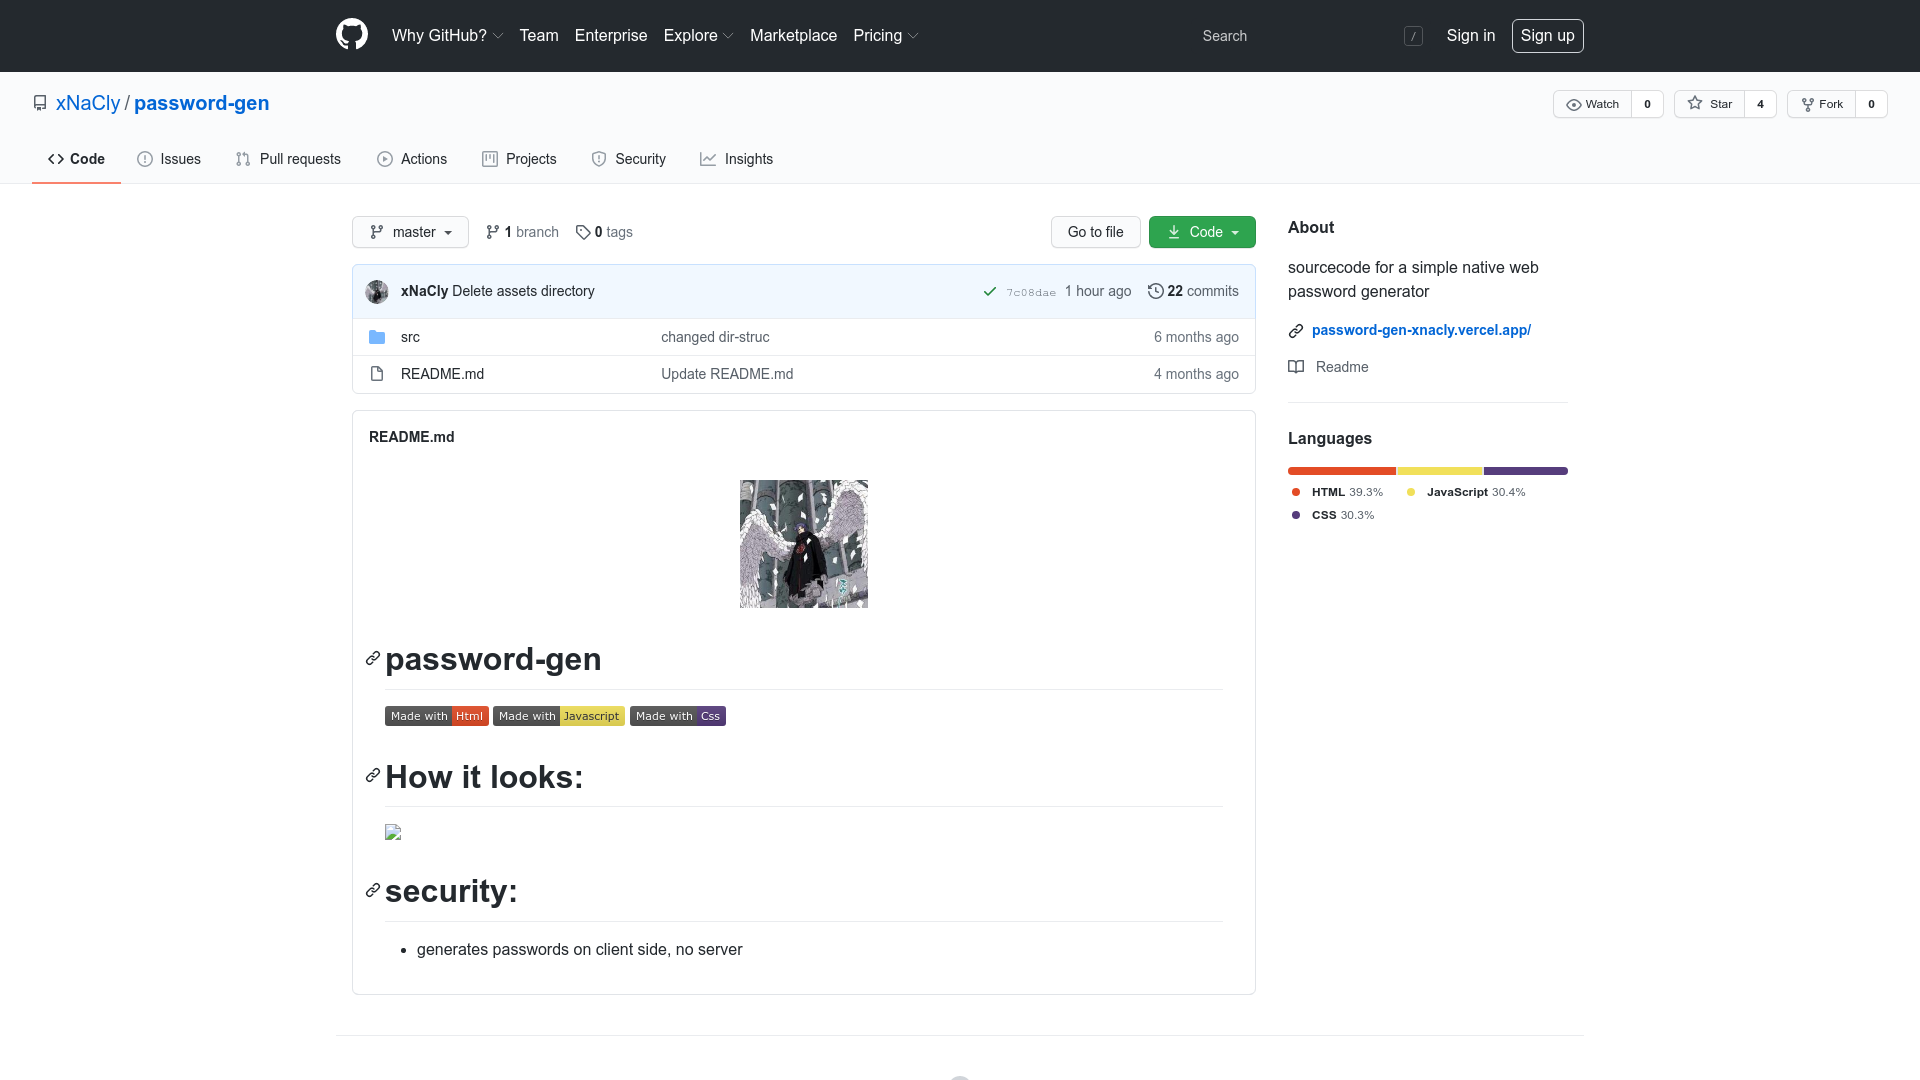 Why GitHub? Team Enterprise Explore Marketplace Pricing Search / Sign in Sign up
xNaCly / password-gen Watch 0 Star 4 Fork 0
Code Issues Pull requests Actions Projects Security Insights
master 1 branch 0 tags Go to file Code
xNaCly Delete assets directory 7c08dae 1 hour ago 22 commits
src changed dir-struc 6 months ago
README.md Update README.md 4 months ago
README.md
password-gen
Made with Html Made with Javascript Made with Css
How it looks:
security:
• generates passwords on client side, no server
About
sourcecode for a simple native web
password generator
password-gen-xnacly.vercel.app/
Readme
Languages
HTML 39.3% JavaScript 30.4%
CSS 30.3%